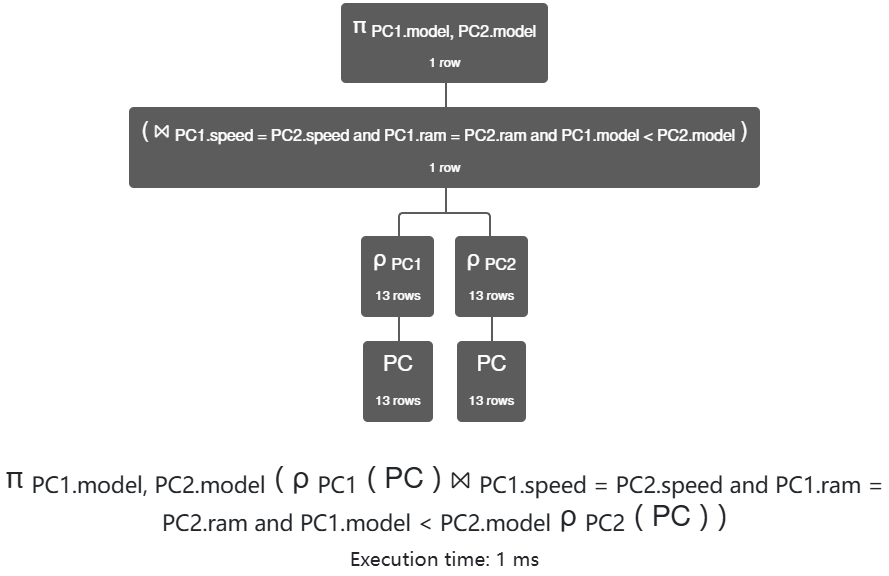 π PC1.model, PC2.model
1 row
( ⋈ PC1.speed = PC2.speed and PC1.ram = PC2.ram and PC1.model < PC2.model )
1 row
ρ PC1
13 rows
ρ PC2
13 rows
PC
13 rows
PC
13 rows
π PC1.model, PC2.model ( ρ PC1 ( PC ) ⋈ PC1.speed = PC2.speed and PC1.ram =
PC2.ram and PC1.model < PC2.model ρ PC2 ( PC ) )
Execution time: 1 ms